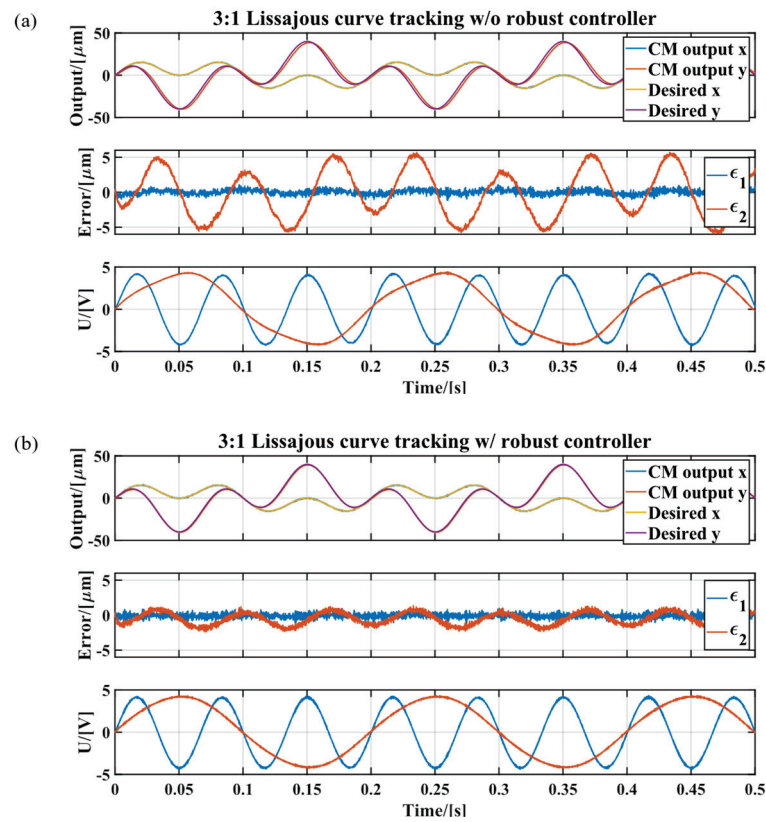 (a)
3:1 Lissajous curve tracking w/o robust controller
Output/[μm]
50
0
-50
CM output x
CM output y
Desired x
Desired y
Error/[μm]
5
0
-5
ϵ1
ϵ2
U/[V]
5
0
-5
0 0.05 0.1 0.15 0.2 0.25 0.3 0.35 0.4 0.45 0.5
Time/[s]
(b)
3:1 Lissajous curve tracking w/ robust controller
Output/[μm]
50
0
-50
CM output x
CM output y
Desired x
Desired y
Error/[μm]
5
0
-5
ϵ1
ϵ2
U/[V]
5
0
-5
0 0.05 0.1 0.15 0.2 0.25 0.3 0.35 0.4 0.45 0.5
Time/[s]